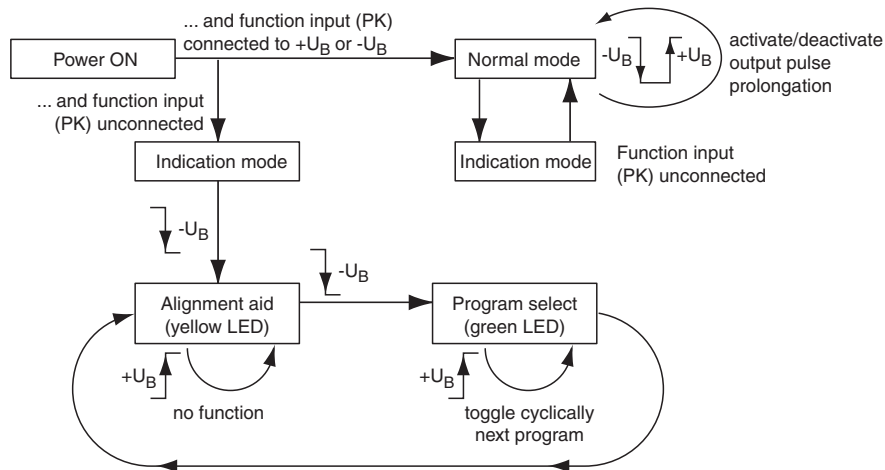 ... and function input (PK)
connected to +UB or -UB
Power ON
Normal mode
-UB
+UB
activate/deactivate
output pulse
prolongation
... and function input
(PK) unconnected
Indication mode
Indication mode
Function input
(PK) unconnected
-UB
-UB
Alignment aid
(yellow LED)
Program select
(green LED)
+UB
no function
+UB
toggle cyclically
next program